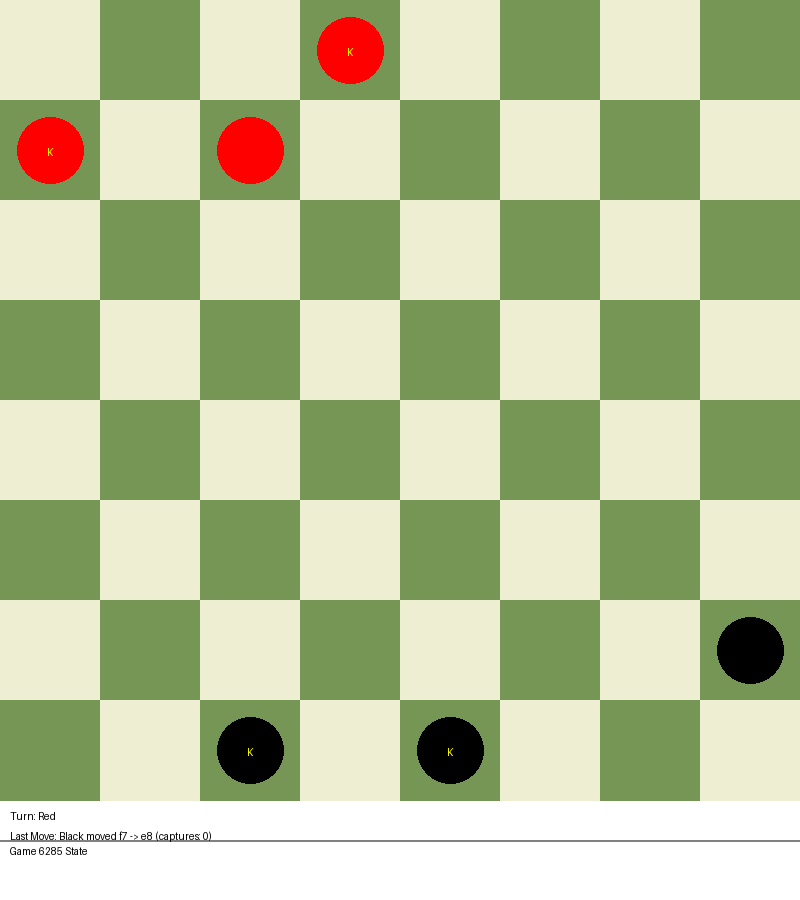 K
K
K K
Turn: Red
Last Move: Black moved f7 -> e8 (captures: 0)
Game 6285 State